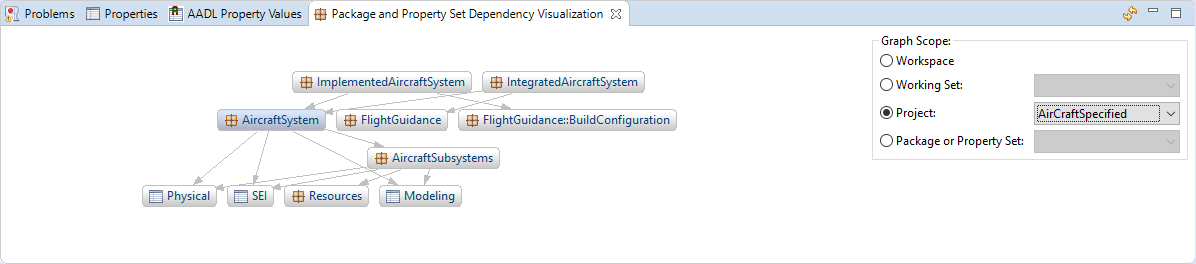 Problems Properties AADL Property Values Package and Property Set Dependency Visualization
Graph Scope:
Workspace
Working Set:
Project: AirCraftSpecified
Package or Property Set:
ImplementedAircraftSystem IntegratedAircraftSystem
AircraftSystem FlightGuidance FlightGuidance::BuildConfiguration
AircraftSubsystems
Physical SEI Resources Modeling